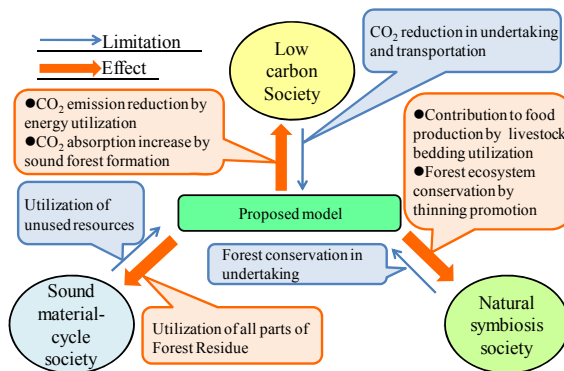 Limitation
Effect
Low
carbon
Society
CO₂ reduction in undertaking
and transportation
●CO₂ emission reduction by
energy utilization
●CO₂ absorption increase by
sound forest formation
●Contribution to food
production by livestock
bedding utilization
●Forest ecosystem
conservation by
thinning promotion
Utilization of
unused resources
Proposed model
Forest conservation in
undertaking
Sound
material-
cycle
society
Utilization of all parts of
Forest Residue
Natural
symbiosis
society